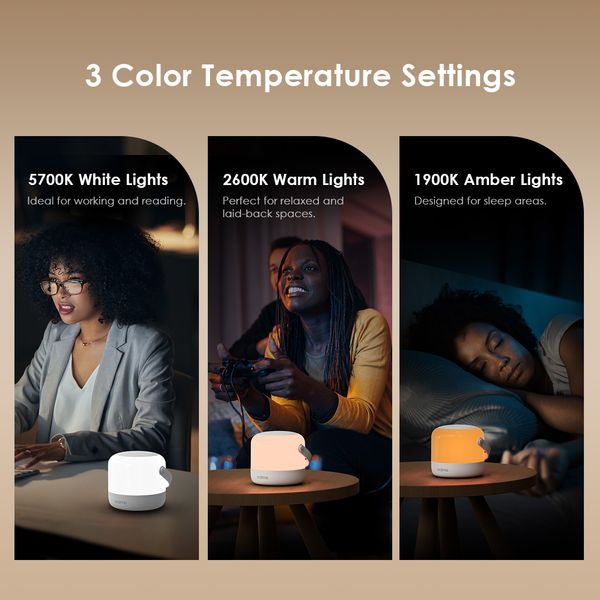 3 Color Temperature Settings
5700K White Lights
Ideal for working and reading.
2600K Warm Lights
Perfect for relaxed and
laid-back spaces.
1900K Amber Lights
Designed for sleep areas.